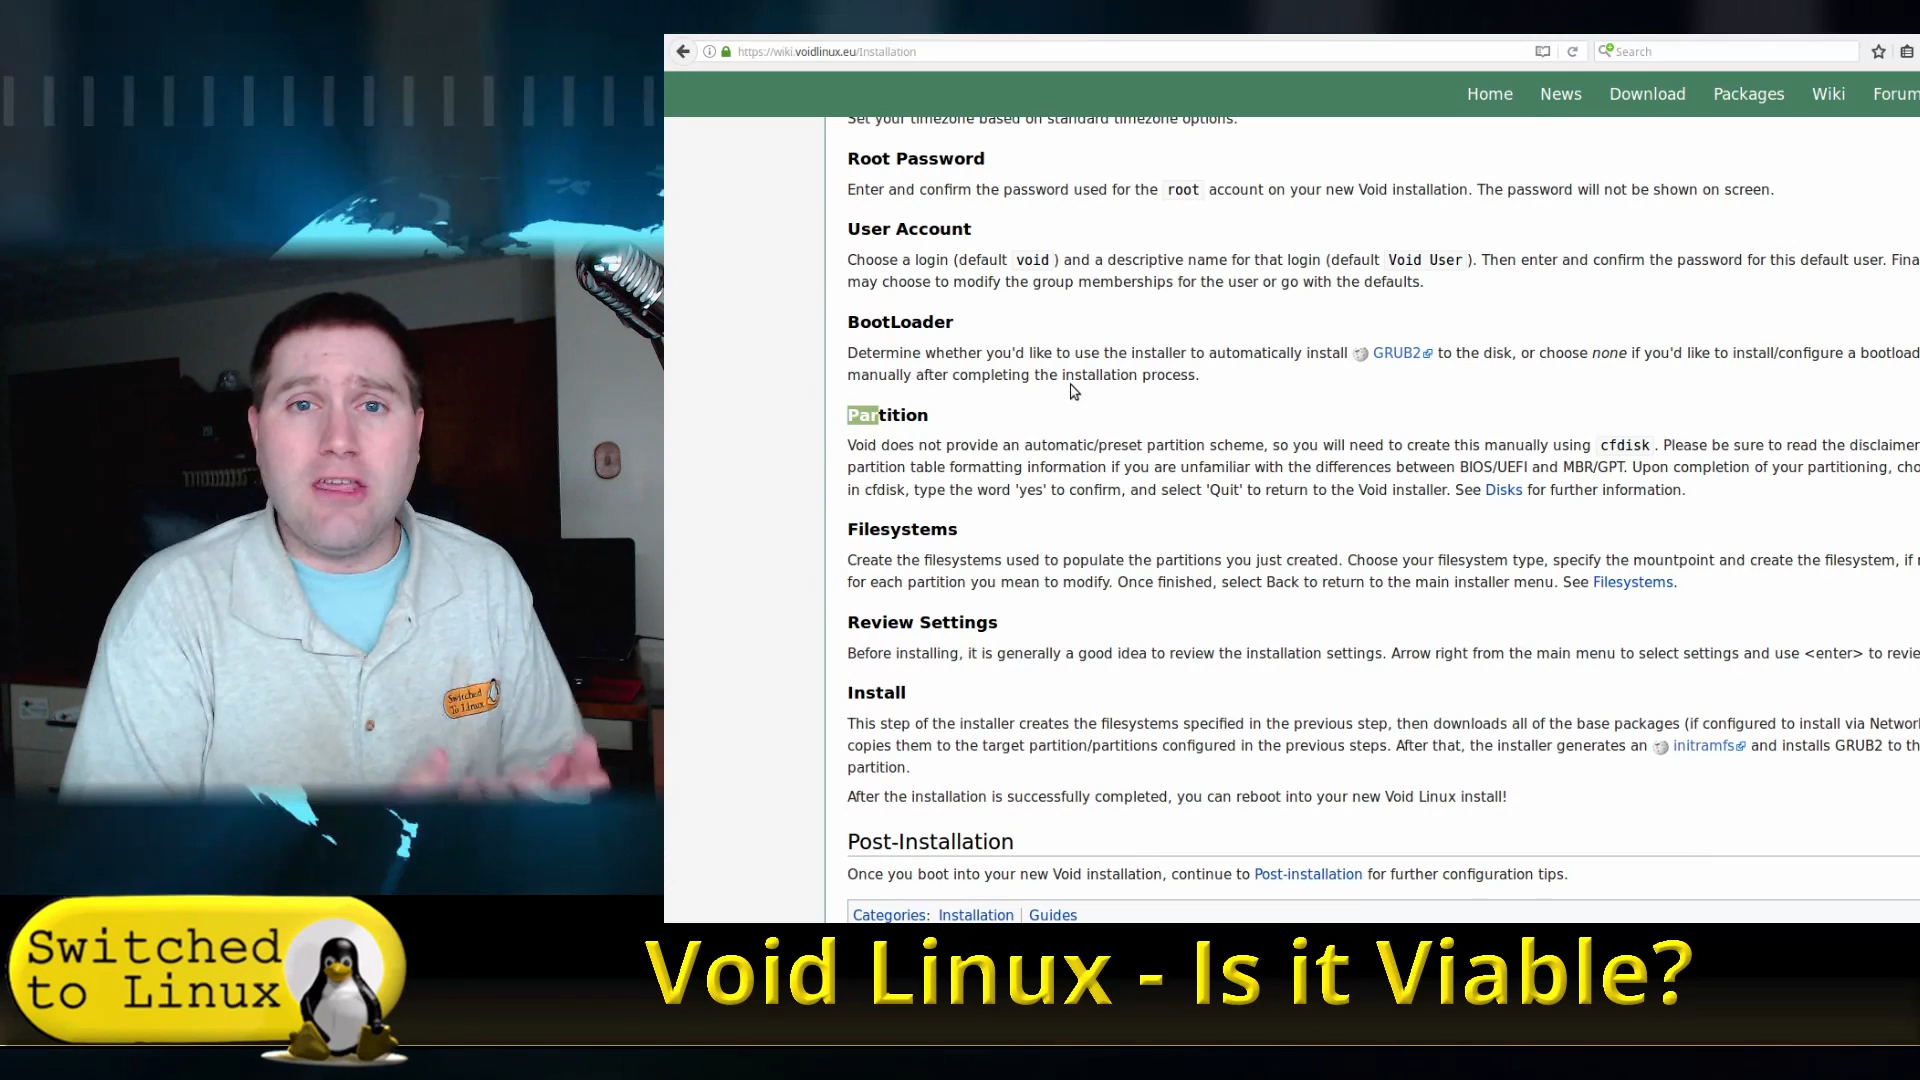 https://wiki.voidlinux.eu/Installation
Search
Home News Download Packages Wiki Forum
Set your timezone based on standard timezone options.
Root Password
Enter and confirm the password used for the root account on your new Void installation. The password will not be shown on screen.
User Account
Choose a login (default void ) and a descriptive name for that login (default Void User ). Then enter and confirm the password for this default user. Fina
may choose to modify the group memberships for the user or go with the defaults.
BootLoader
Determine whether you'd like to use the installer to automatically install GRUB2 to the disk, or choose none if you'd like to install/configure a bootload
manually after completing the installation process.
Partition
Void does not provide an automatic/preset partition scheme, so you will need to create this manually using cfdisk . Please be sure to read the disclaimer
partition table formatting information if you are unfamiliar with the differences between BIOS/UEFI and MBR/GPT. Upon completion of your partitioning, cho
in cfdisk, type the word 'yes' to confirm, and select 'Quit' to return to the Void installer. See Disks for further information.
Filesystems
Create the filesystems used to populate the partitions you just created. Choose your filesystem type, specify the mountpoint and create the filesystem, if
for each partition you mean to modify. Once finished, select Back to return to the main installer menu. See Filesystems.
Review Settings
Before installing, it is generally a good idea to review the installation settings. Arrow right from the main menu to select settings and use <enter> to revie
Install
This step of the installer creates the filesystems specified in the previous step, then downloads all of the base packages (if configured to install via Network
copies them to the target partition/partitions configured in the previous steps. After that, the installer generates an initramfs and installs GRUB2 to th
partition.
After the installation is successfully completed, you can reboot into your new Void Linux install!
Post-Installation
Once you boot into your new Void installation, continue to Post-installation for further configuration tips.
Categories: Installation | Guides
Switched
To Linux
Switched
to Linux
Void Linux - Is it Viable?